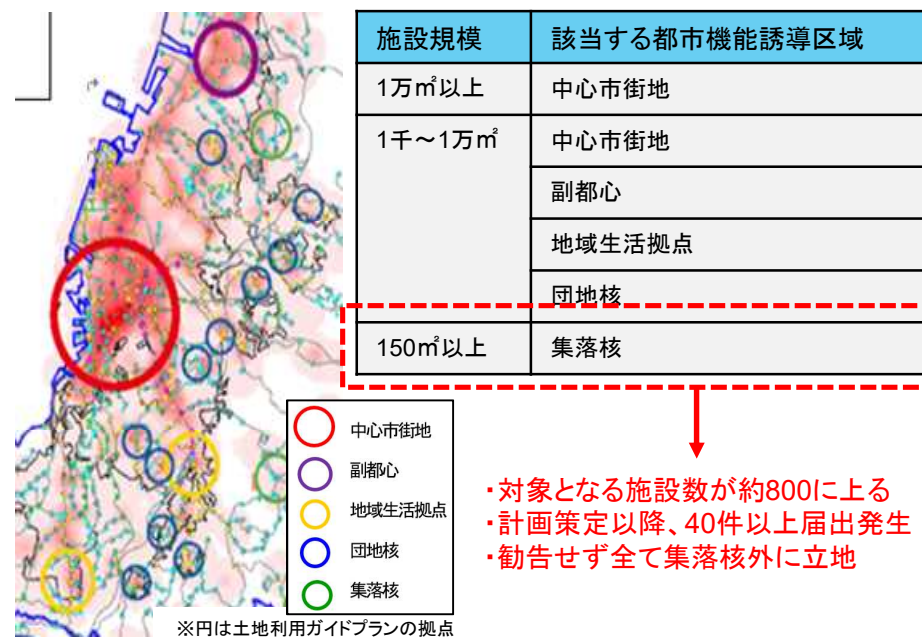 施設規模 該当する都市機能誘導区域
1万㎡以上 中心市街地
1千～1万㎡ 中心市街地
副都心
地域生活拠点
団地核
150㎡以上 集落核
中心市街地
副都心
地域生活拠点
団地核
集落核
※円は土地利用ガイドプランの拠点
・対象となる施設数が約800に上る
・計画策定以降、40件以上届出発生
・勧告せず全て集落核外に立地